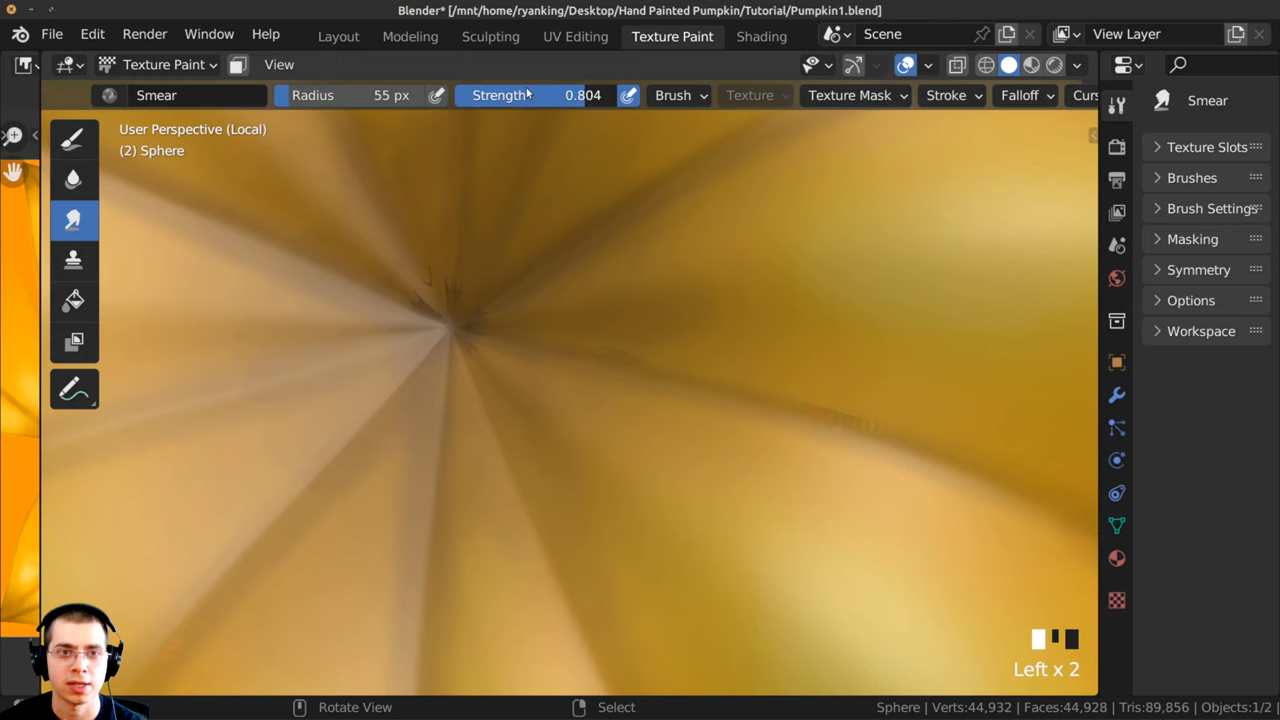 Blender* [/mnt/home/ryanking/Desktop/Hand Painted Pumpkin/Tutorial/Pumpkin1.blend]
File Edit Render Window Help Layout Modeling Sculpting UV Editing Texture Paint Shading Scene View Layer
Texture Paint View
Smear Radius 55 px Strength 0.804 Brush Texture Texture Mask Stroke Falloff Curs
User Perspective (Local)
(2) Sphere
Smear
Texture Slots
Brushes
Brush Settings
Masking
Symmetry
Options
Workspace
Left x 2
Rotate View Select Sphere | Verts:44,932 | Faces:44,928 | Tris:89,856 | Objects:1/2